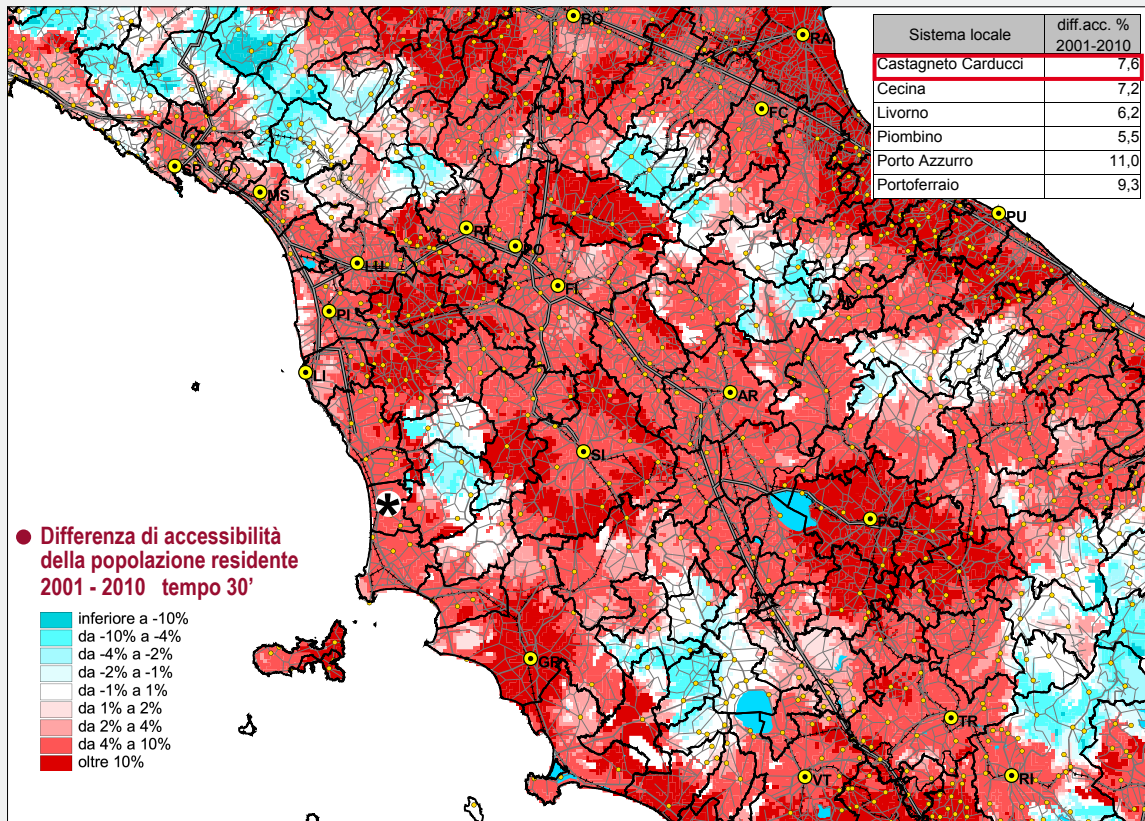 Sistema locale
diff.acc. %
2001-2010
Castagneto Carducci 7,6
Cecina 7,2
Livorno 6,2
Piombino 5,5
Porto Azzurro 11,0
Portoferraio 9,3
BO
RA
FC
SP
MS
PU
PT
PO
LU
FI
PI
LI
AR
SI
*
PG
GR
TR
VT
RI
● Differenza di accessibilità
della popolazione residente
2001 - 2010 tempo 30’
inferiore a -10%
da -10% a -4%
da -4% a -2%
da -2% a -1%
da -1% a 1%
da 1% a 2%
da 2% a 4%
da 4% a 10%
oltre 10%